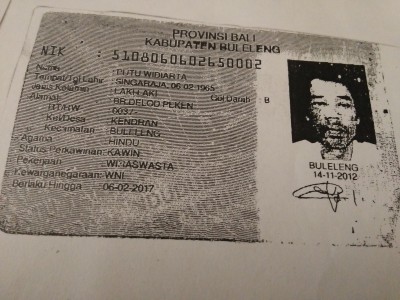 PROVINSI BALI
KABUPATEN BULELENG
NIK : 5108060602650002
Nama : PUTU WIDIARTA
Tempat/Tgl Lahir : SINGARAJA, 06-02-1965
Jenis Kelamin : LAKI-LAKI Gol Darah : B
Alamat : BR.DELOD PEKEN
RT/RW : 003/-
Kel/Desa : KENDRAN
Kecamatan : BULELENG
Agama : HINDU
Status Perkawinan : KAWIN
Pekerjaan : WIRASWASTA
Kewarganegaraan : WNI
Berlaku Hingga : 06-02-2017
BULELENG
14-11-2012